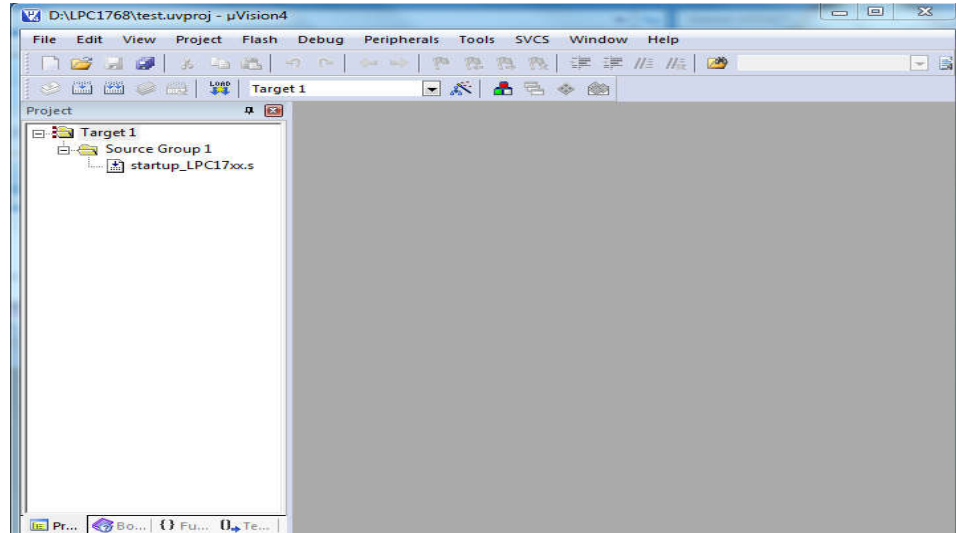 D:\LPC1768\test.uvproj - µVision4
File Edit View Project Flash Debug Peripherals Tools SVCS Window Help
LOAD Target 1
Project
Target 1
Source Group 1
startup_LPC17xx.s
Pr... Bo... {} Fu... 0 Te...